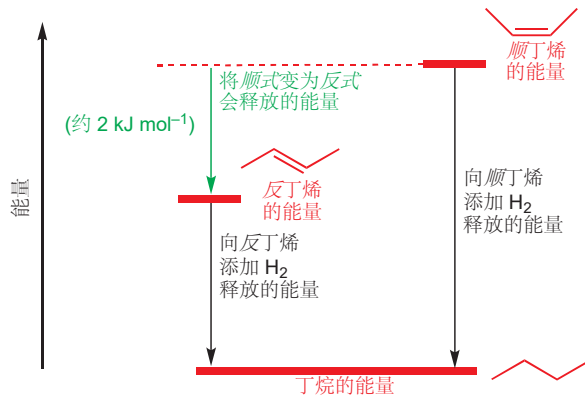 顺丁烯
的能量
将顺式变为反式
会释放的能量
(约 2 kJ mol⁻¹)
能量
反丁烯
的能量
向顺丁烯
添加 H₂
释放的能量
向反丁烯
添加 H₂
释放的能量
丁烷的能量